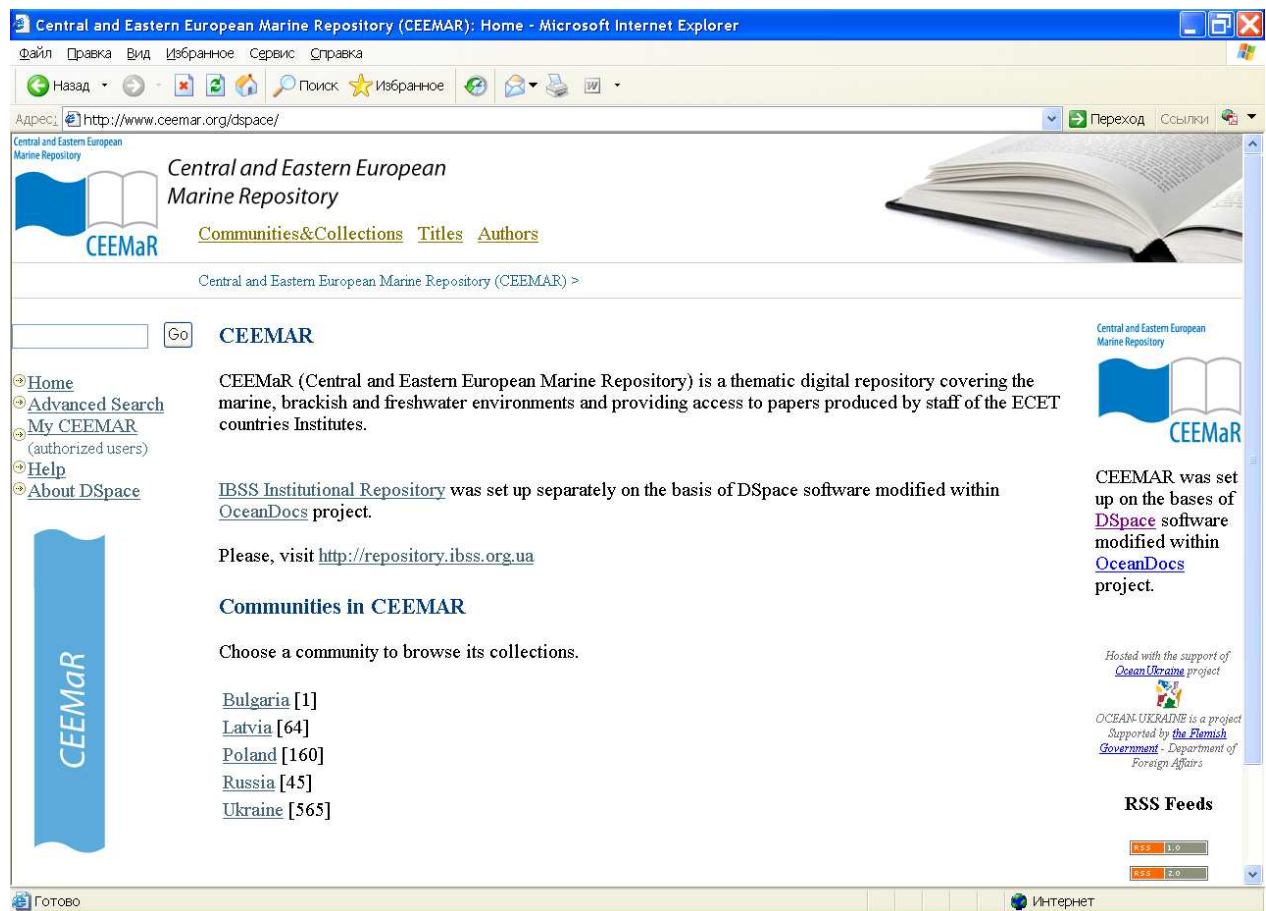 Central and Eastern European Marine Repository (CEEMAR): Home - Microsoft Internet Explorer
Файл Правка Вид Избранное Сервис Справка
Назад Поиск Избранное
Адрес: http://www.ceemar.org/dspace/ Переход Ссылки
Central and Eastern European
Marine Repository
CEEMaR
Central and Eastern European
Marine Repository
Communities&Collections Titles Authors
Central and Eastern European Marine Repository (CEEMAR) >
Go
Home
Advanced Search
My CEEMAR
(authorized users)
Help
About DSpace
CEEMaR
CEEMAR
CEEMaR (Central and Eastern European Marine Repository) is a thematic digital repository covering the
marine, brackish and freshwater environments and providing access to papers produced by staff of the ECET
countries Institutes.
IBSS Institutional Repository was set up separately on the basis of DSpace software modified within
OceanDocs project.
Please, visit http://repository.ibss.org.ua
Communities in CEEMAR
Choose a community to browse its collections.
Bulgaria [1]
Latvia [64]
Poland [160]
Russia [45]
Ukraine [565]
Central and Eastern European
Marine Repository
CEEMaR
CEEMAR was set
up on the bases of
DSpace software
modified within
OceanDocs
project.
Hosted with the support of
OceanUkraine project
OCEAN-UKRAINE is a project
Supported by the Flemish
Government - Department of
Foreign Affairs
RSS Feeds
RSS 1.0
RSS 2.0
Готово Интернет